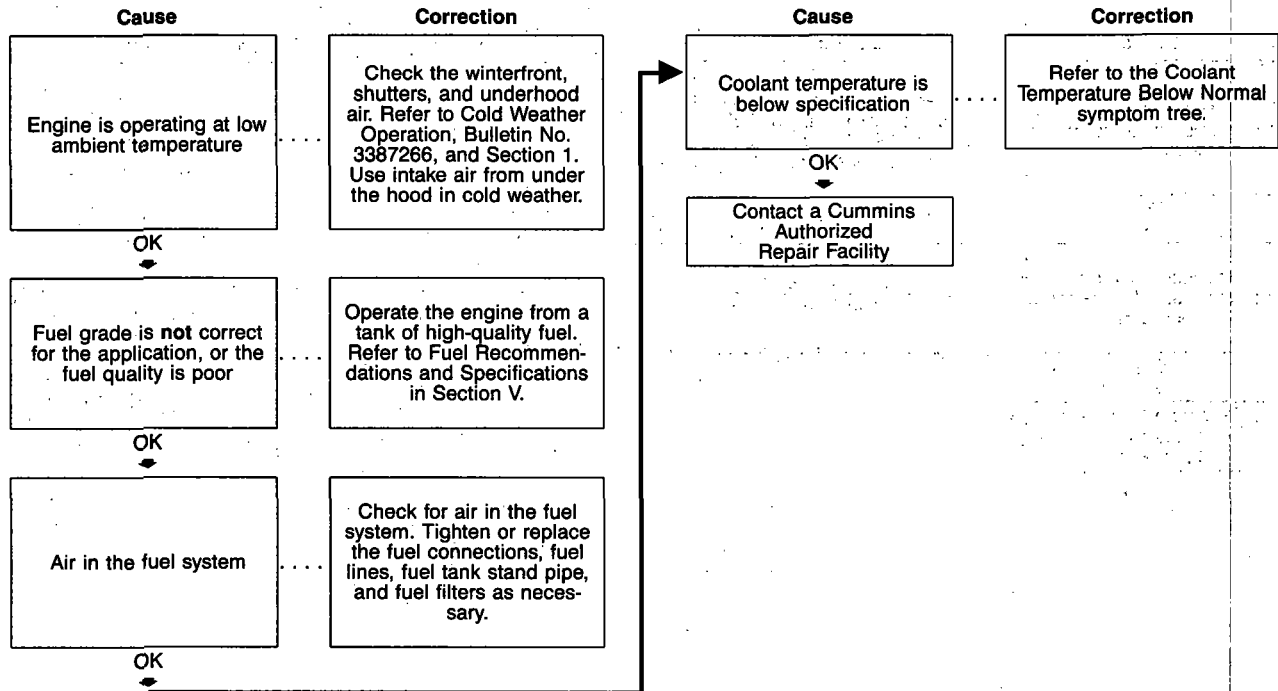 Cause
Correction
Engine is operating at low
ambient temperature
Check the winterfront,
shutters, and underhood
air. Refer to Cold Weather
Operation, Bulletin No.
3387266, and Section 1.
Use intake air from under
the hood in cold weather.
OK
Fuel grade is not correct
for the application, or the
fuel quality is poor
Operate the engine from a
tank of high-quality fuel.
Refer to Fuel Recommen-
dations and Specifications
in Section V.
OK
Air in the fuel system
Check for air in the fuel
system. Tighten or replace
the fuel connections, fuel
lines, fuel tank stand pipe,
and fuel filters as neces-
sary.
OK
Cause
Correction
Coolant temperature is
below specification
Refer to the Coolant
Temperature Below Normal
symptom tree.
OK
Contact a Cummins
Authorized
Repair Facility